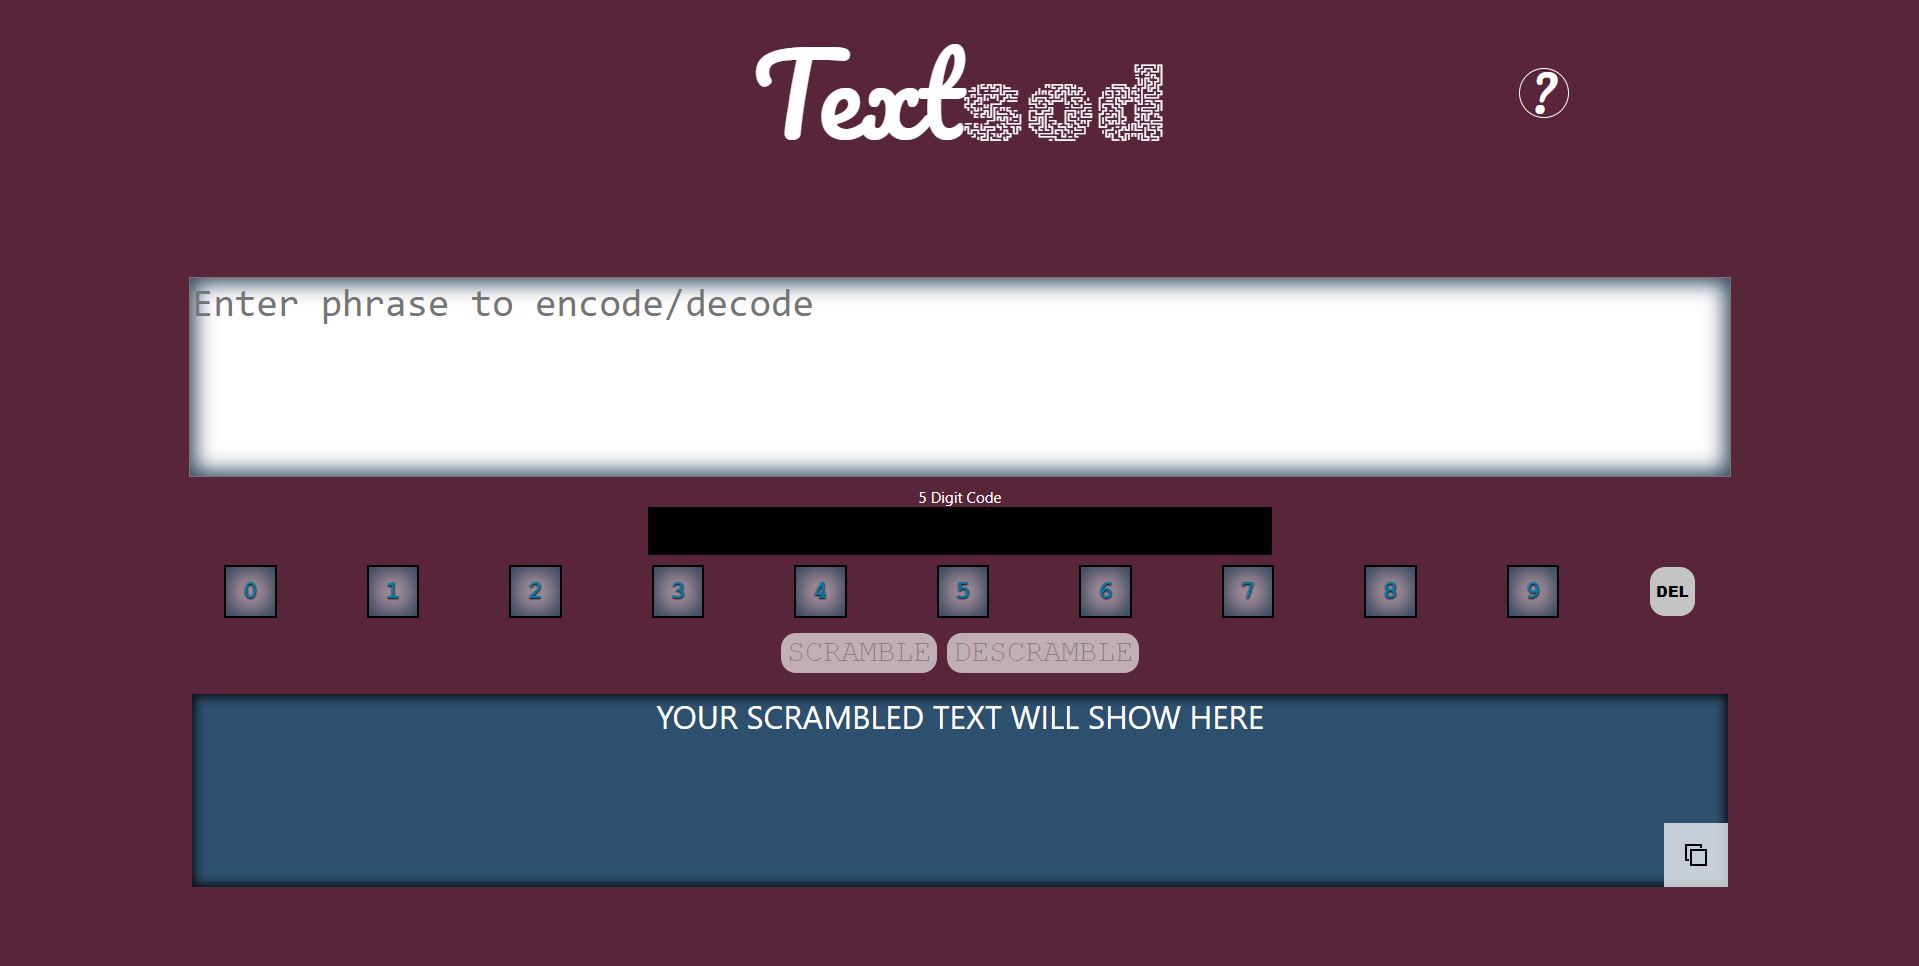 Textsod
?
Enter phrase to encode/decode
5 Digit Code
0 1 2 3 4 5 6 7 8 9 DEL
SCRAMBLE DESCRAMBLE
YOUR SCRAMBLED TEXT WILL SHOW HERE